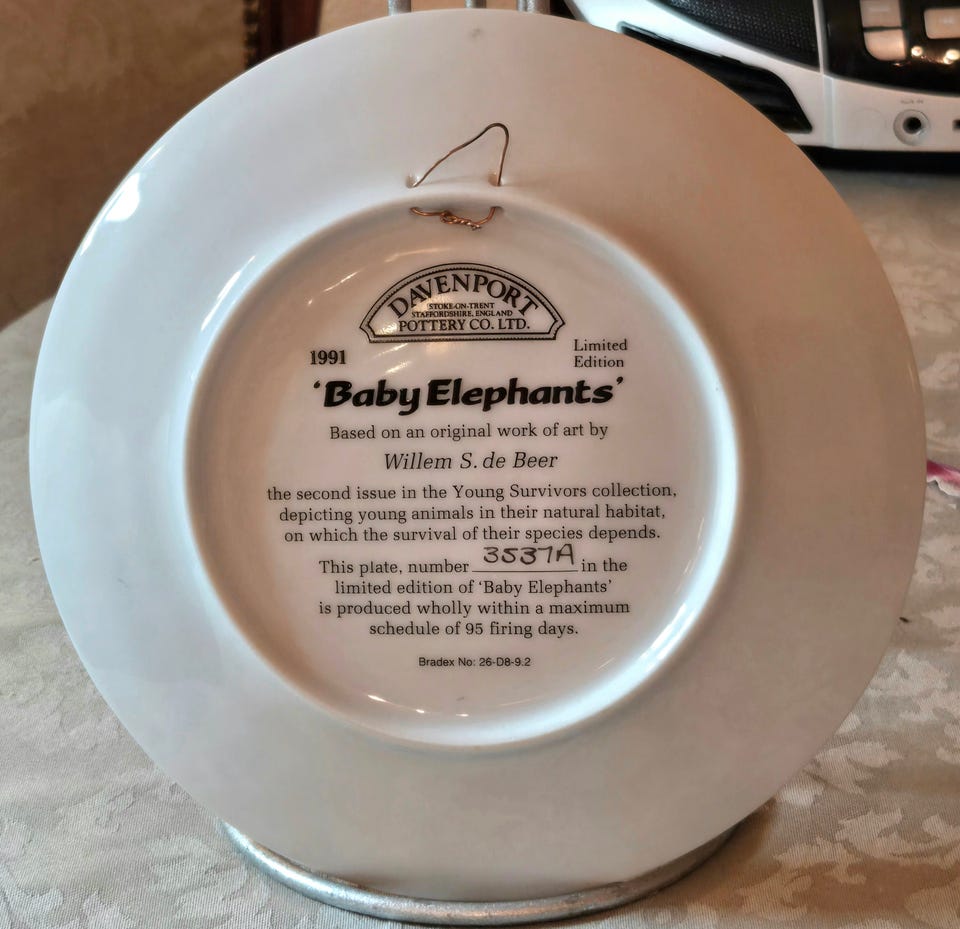 DAVENPORT
STOKE-ON-TRENT
STAFFORDSHIRE, ENGLAND
POTTERY CO. LTD.
1991
Limited
Edition
'Baby Elephants'
Based on an original work of art by
Willem S. de Beer
the second issue in the Young Survivors collection,
depicting young animals in their natural habitat,
on which the survival of their species depends.
This plate, number 3537A in the
limited edition of 'Baby Elephants'
is produced wholly within a maximum
schedule of 95 firing days.
Bradex No: 26-D8-9.2